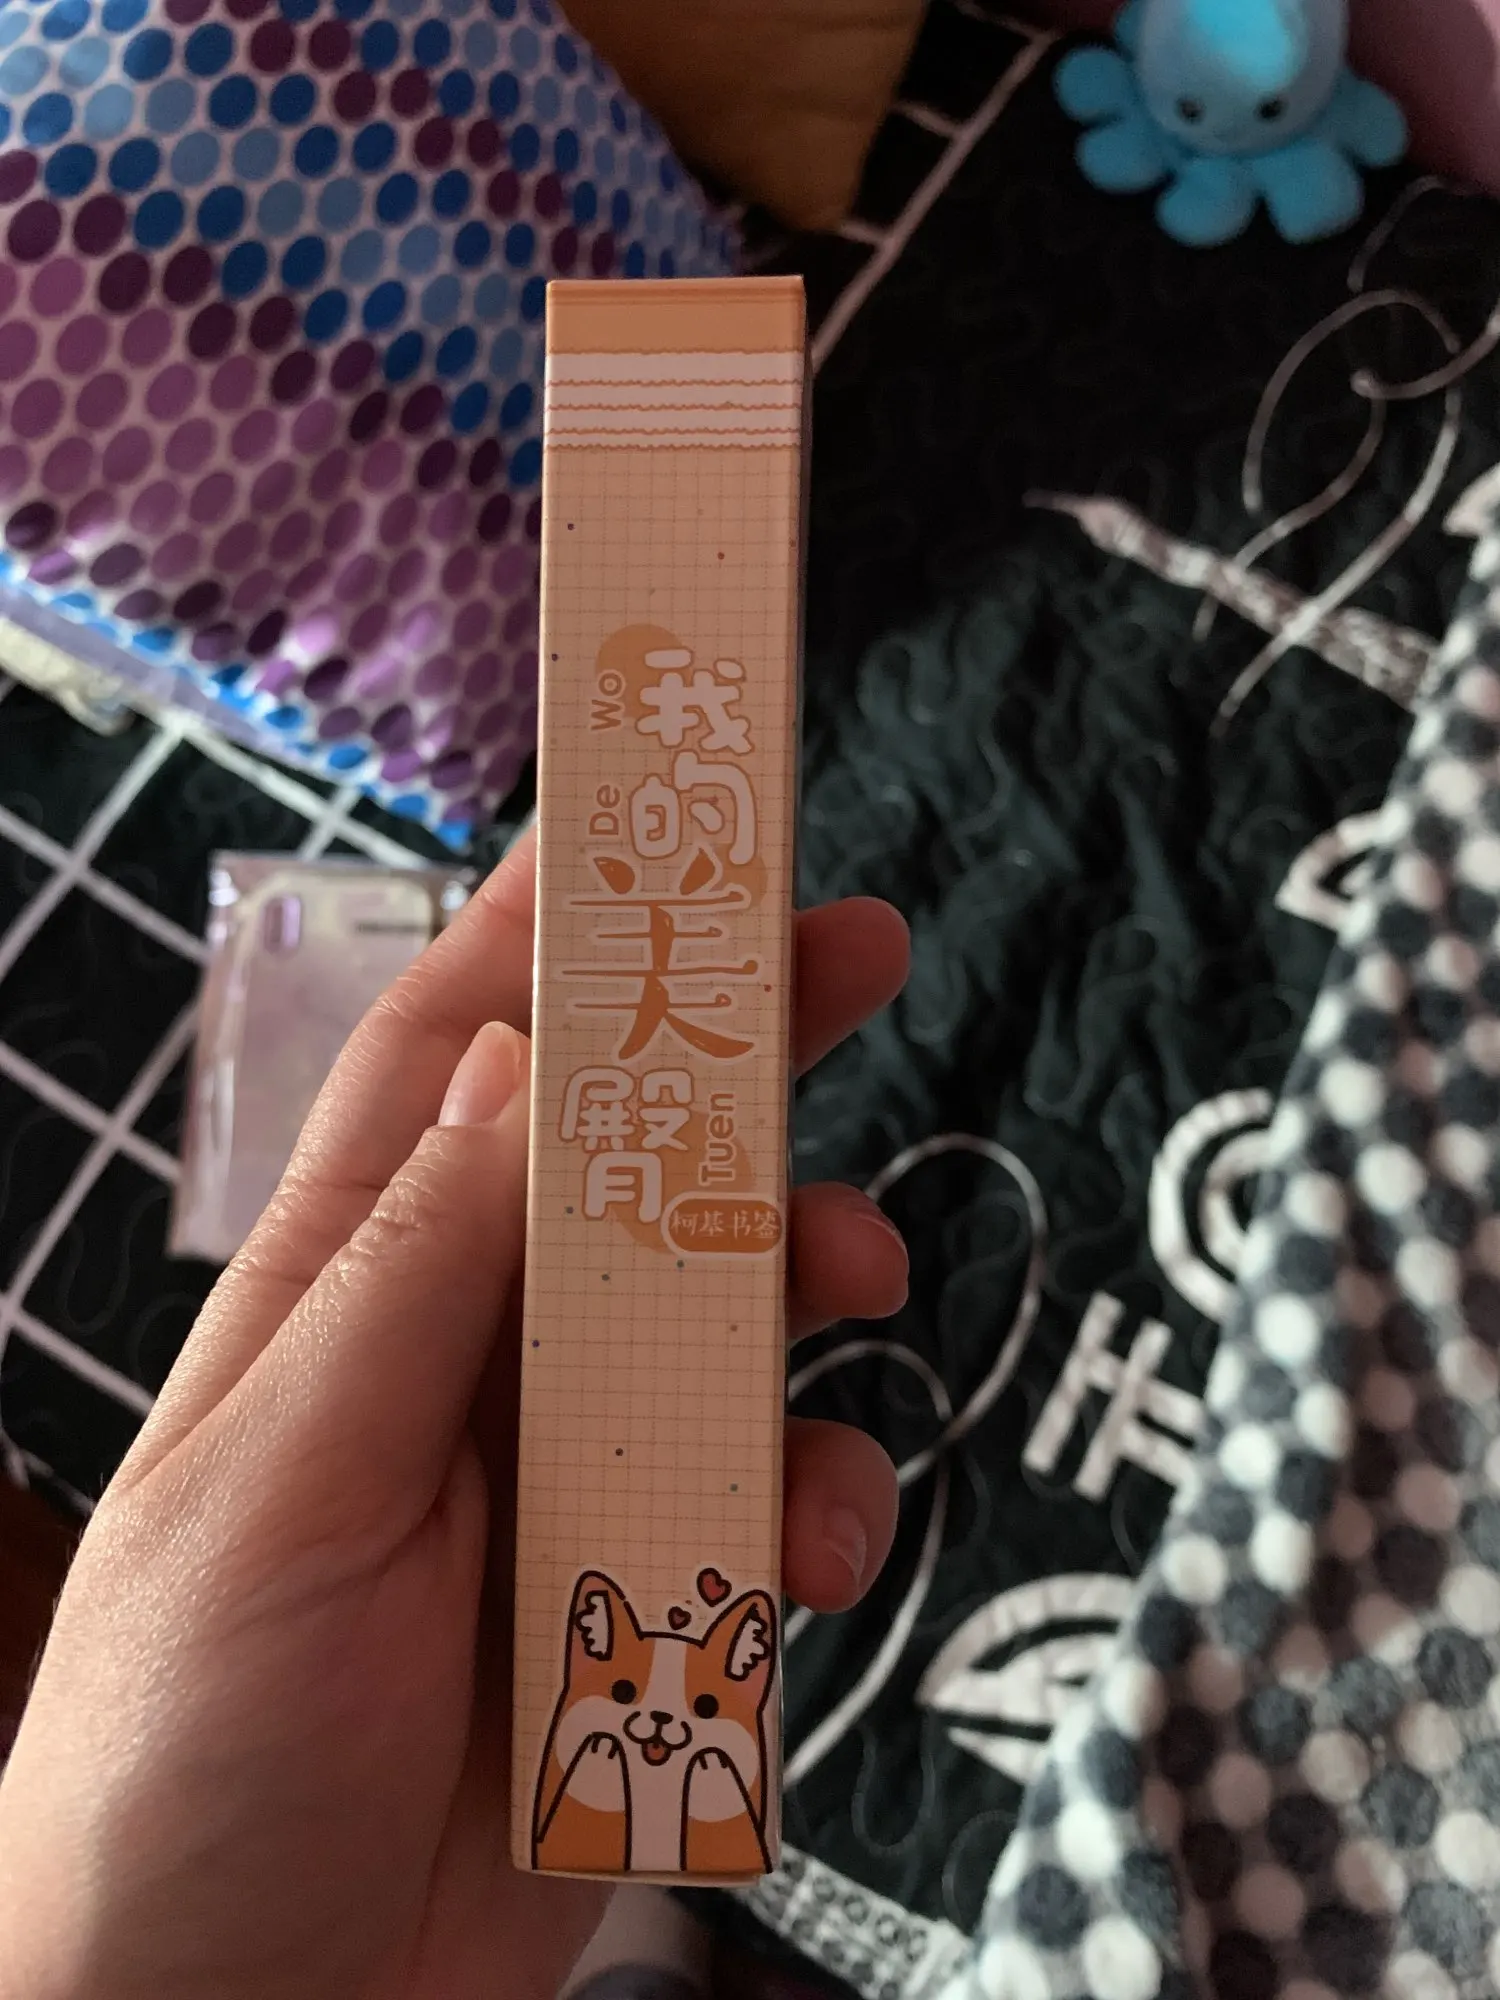 Wo
我
De
的
美
臀
Tuen
柯基书签